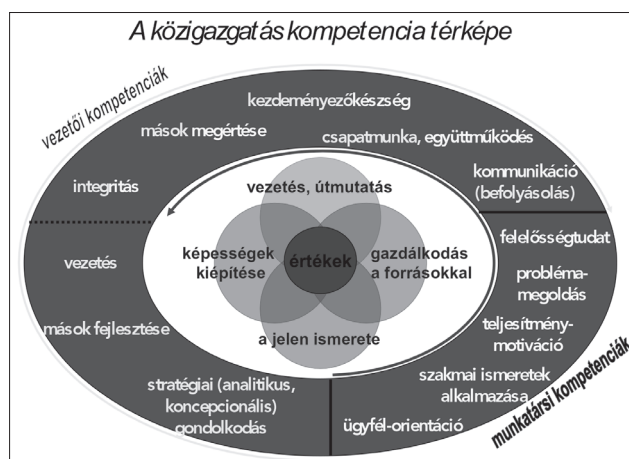 A közigazgatás kompetencia térképe
vezetői kompetenciák
kezdeményezőkészség
mások megértése
csapatmunka, együttműködés
kommunikáció
(befolyásolás)
integritás
vezetés, útmutatás
felelősségtudat
képességek
kiépítése
értékek
gazdálkodás
a forrásokkal
vezetés
probléma-
megoldás
mások fejlesztése
a jelen ismerete
teljesítmény-
motiváció
stratégiai (analitikus,
koncepcionális)
gondolkodás
szakmai ismeretek
alkalmazása
ügyfél-orientáció
munkatársi kompetenciák